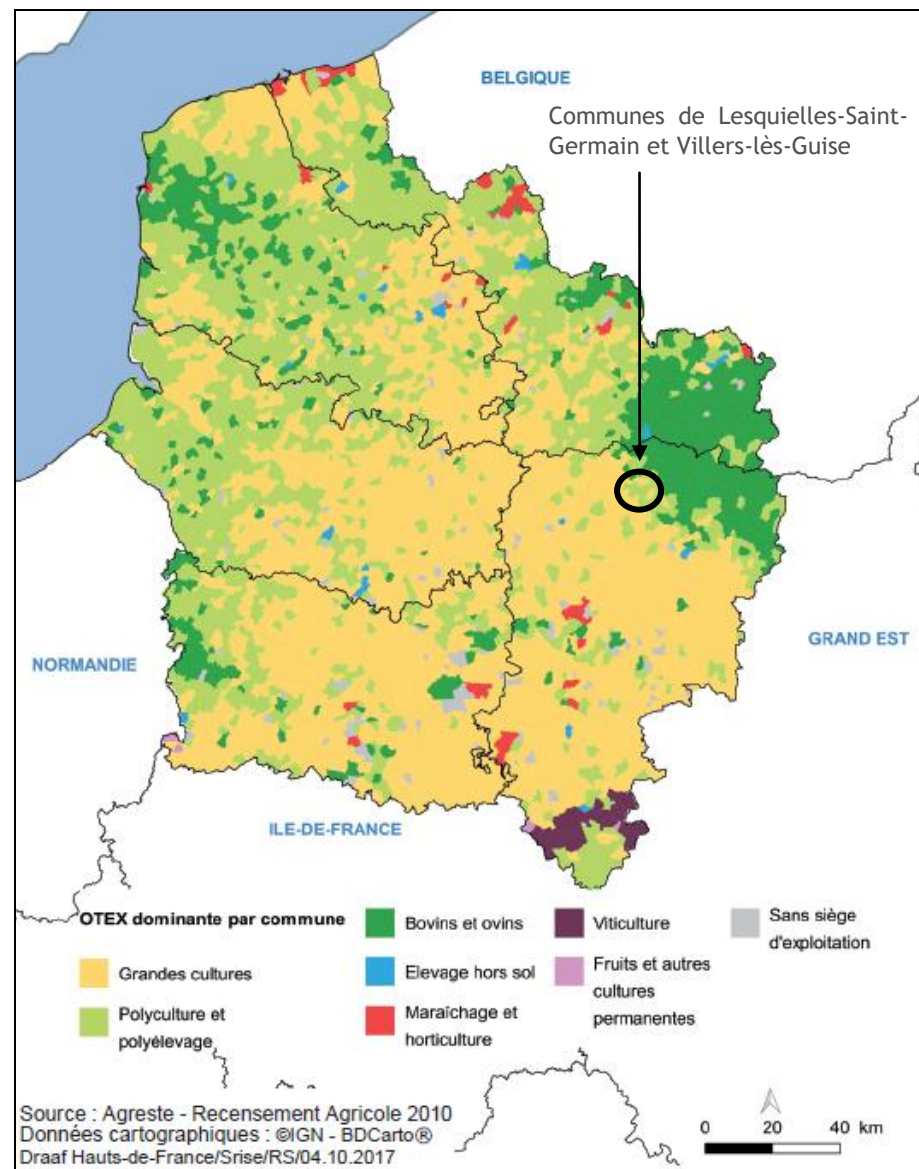 BELGIQUE
Communes de Lesquielles-Saint-
Germain et Villers-lès-Guise
NORMANDIE
GRAND EST
ILE-DE-FRANCE
OTEX dominante par commune
Grandes cultures
Polyculture et
polyélevage
Bovins et ovins
Elevage hors sol
Maraîchage et
horticulture
Viticulture
Fruits et autres
cultures
permanentes
Sans siège
d'exploitation
Source : Agreste - Recensement Agricole 2010
Données cartographiques : ©IGN - BDCarto®
Draaf Hauts-de-France/Srise/RS/04.10.2017
0 20 40 km